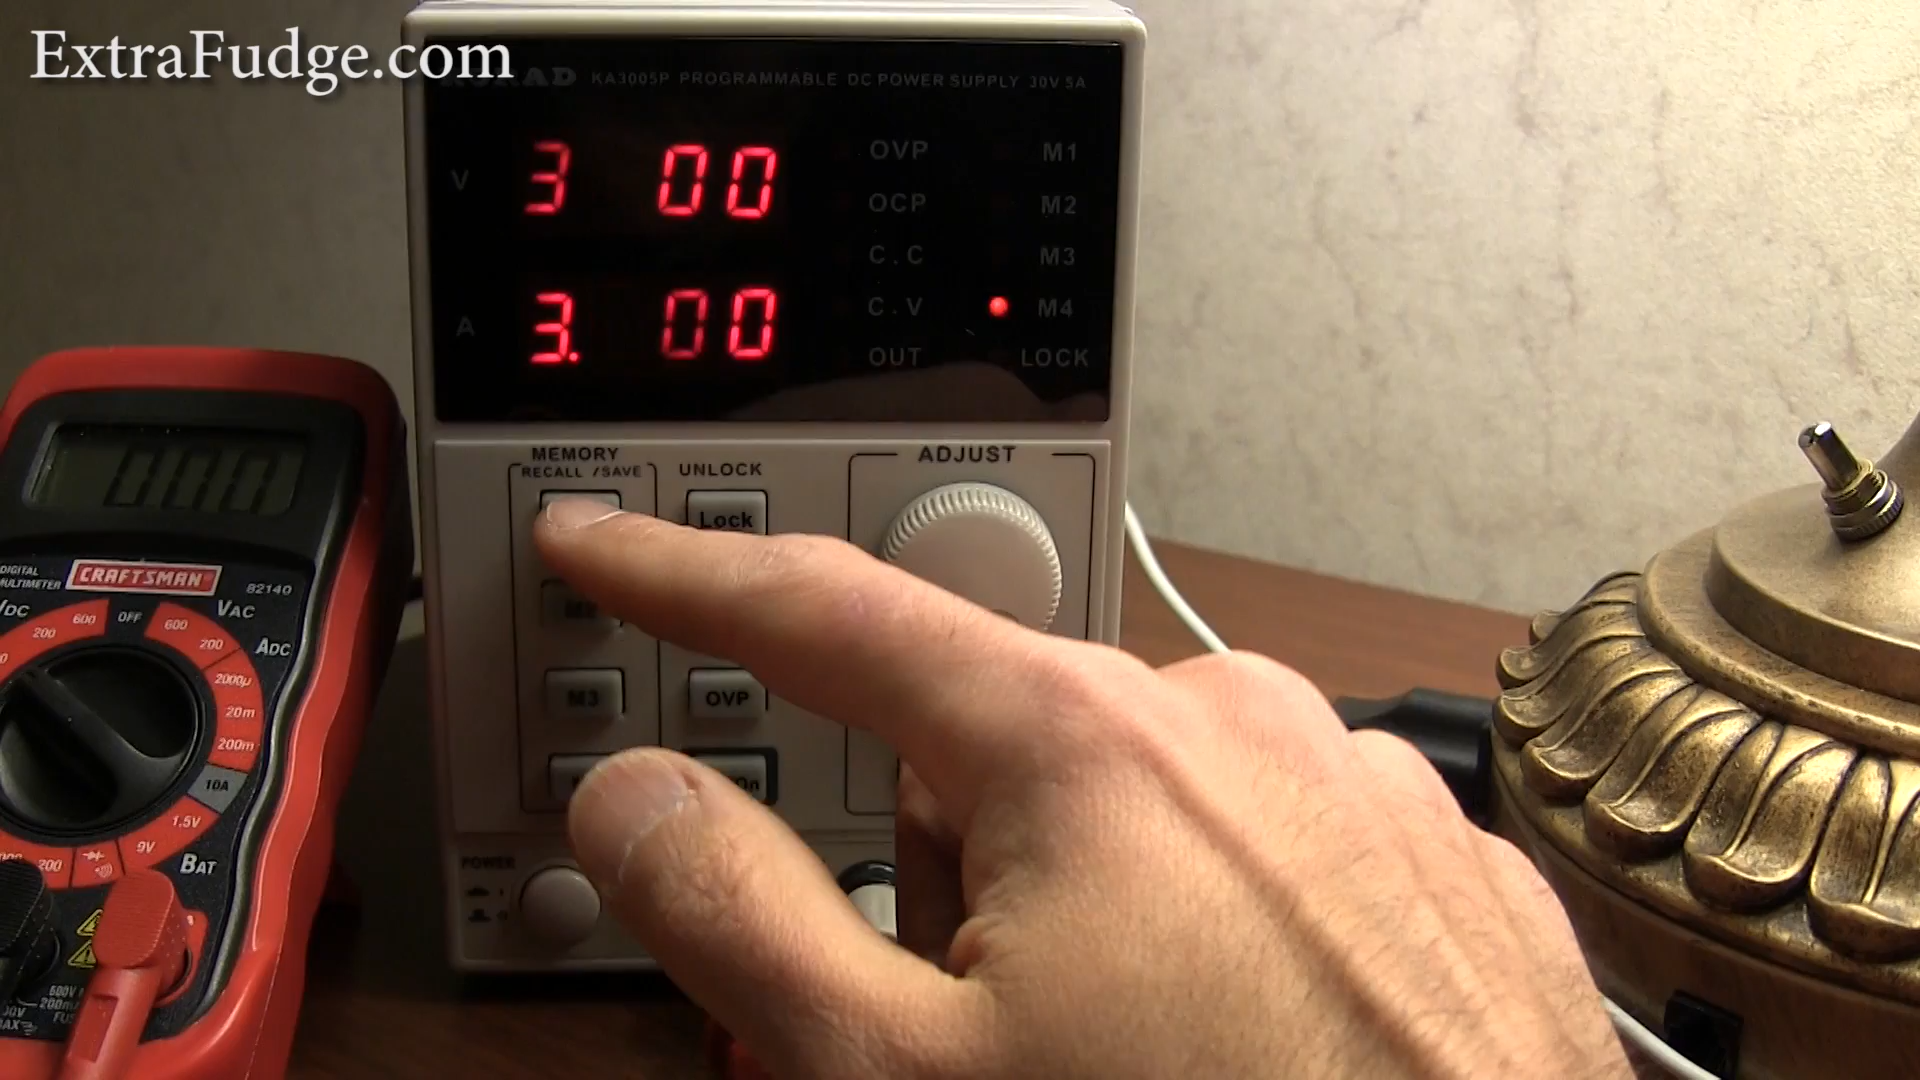 ExtraFudge.com
KA3005P PROGRAMMABLE DC POWER SUPPLY 30V 5A
V 3 00
A 3. 00
OVP M1
OCP M2
C.C M3
C.V M4
OUT LOCK
MEMORY
RECALL / SAVE
UNLOCK
ADJUST
Lock
M3
OVP
POWER
000
DIGITAL
MULTIMETER
CRAFTSMAN
82140
OFF
VAC
ADC
600
200
600
200
2000µ
20m
200m
10A
1.5V
9V
BAT
200